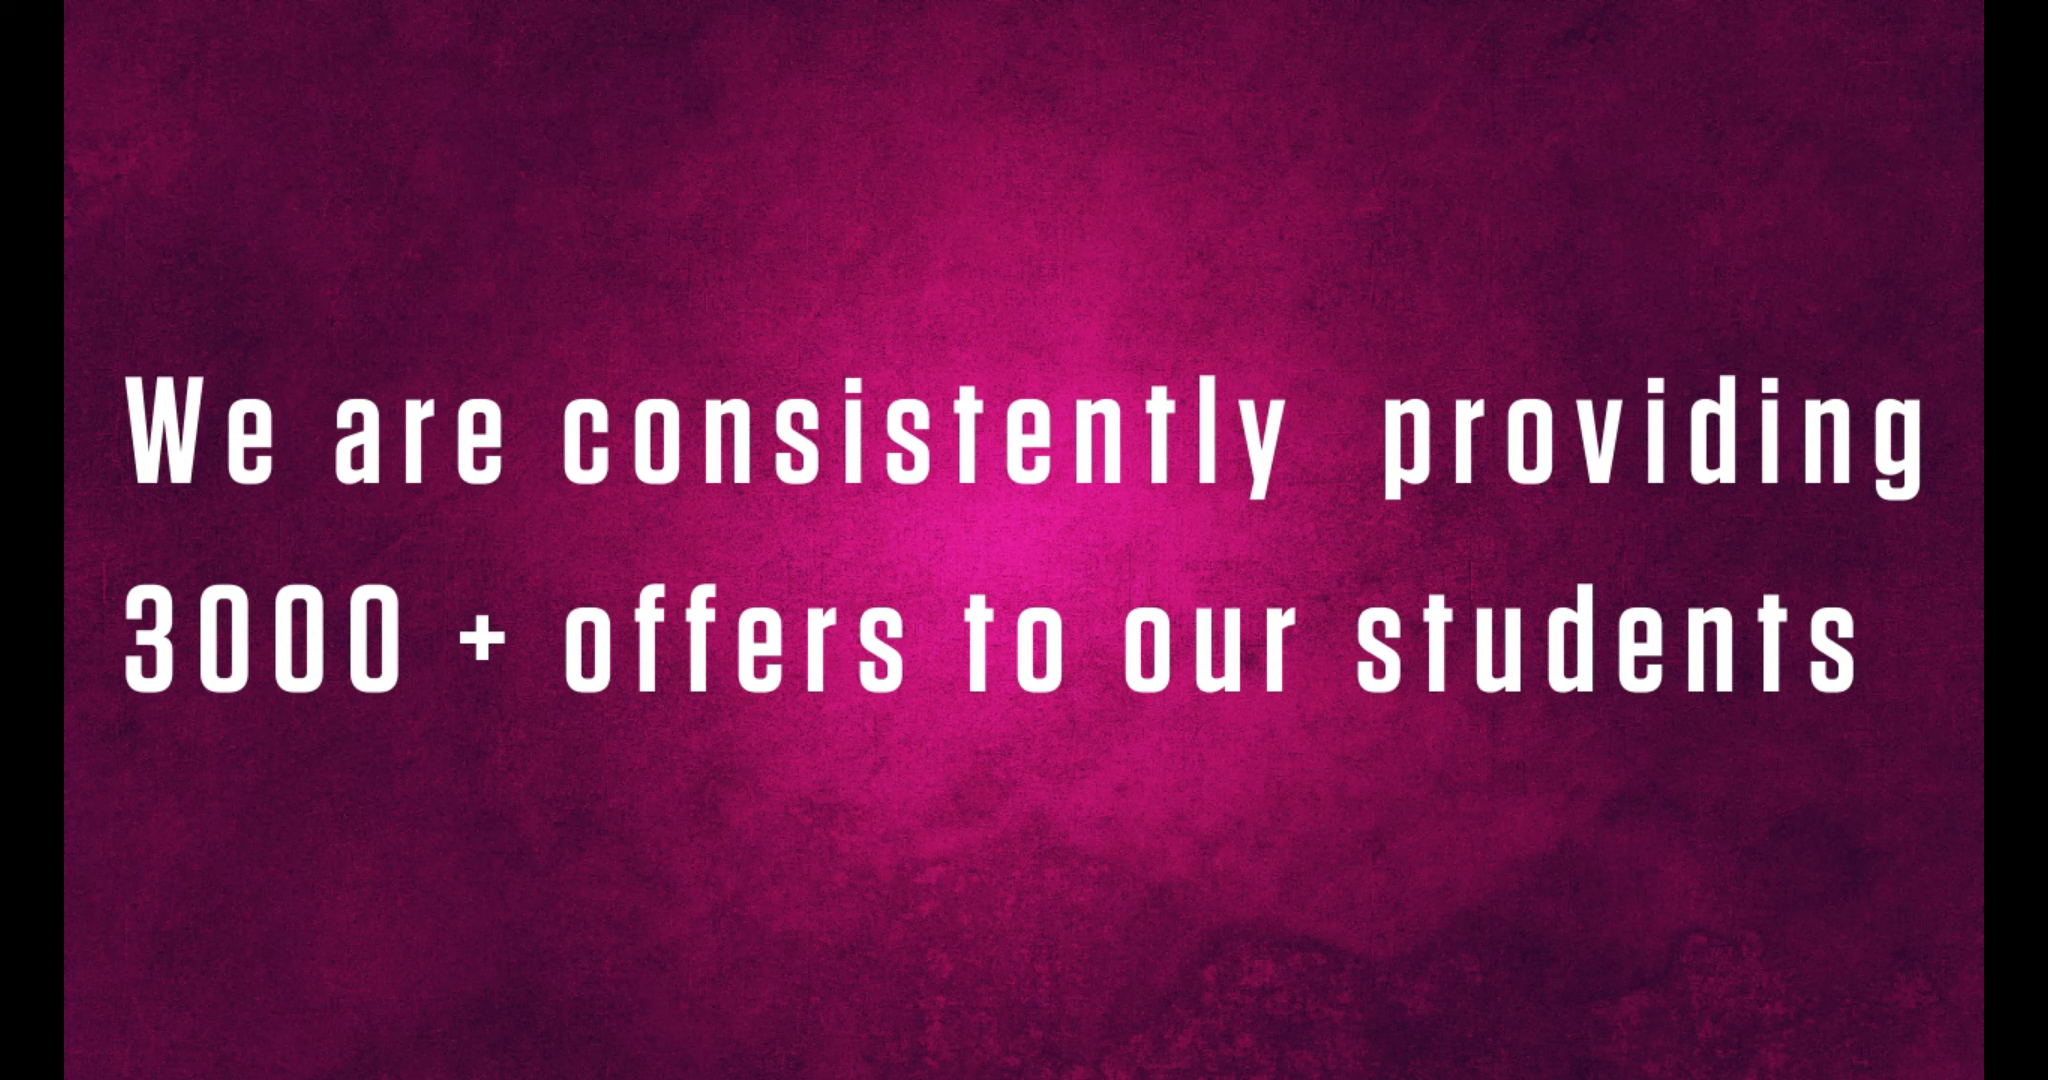 We are consistently providing
3000 + offers to our students